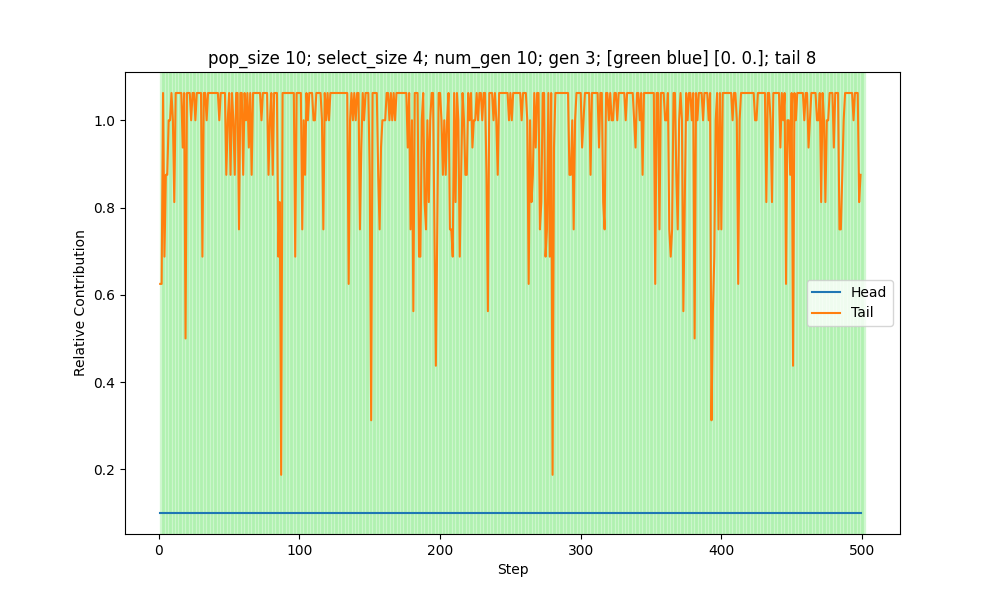 pop_size 10; select_size 4; num_gen 10; gen 3; [green blue] [0. 0.]; tail 8
1.0
0.8
0.6
0.4
0.2
Relative Contribution
Head
Tail
0 100 200 300 400 500
Step